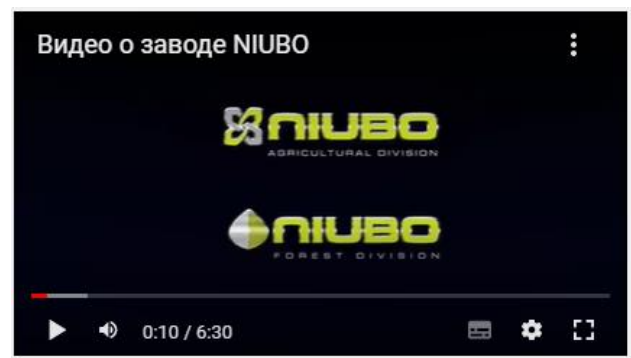 Видео о заводе NIUBO
NIUBO
AGRICULTURAL DIVISION
NIUBO
FOREST DIVISION
0:10 / 6:30